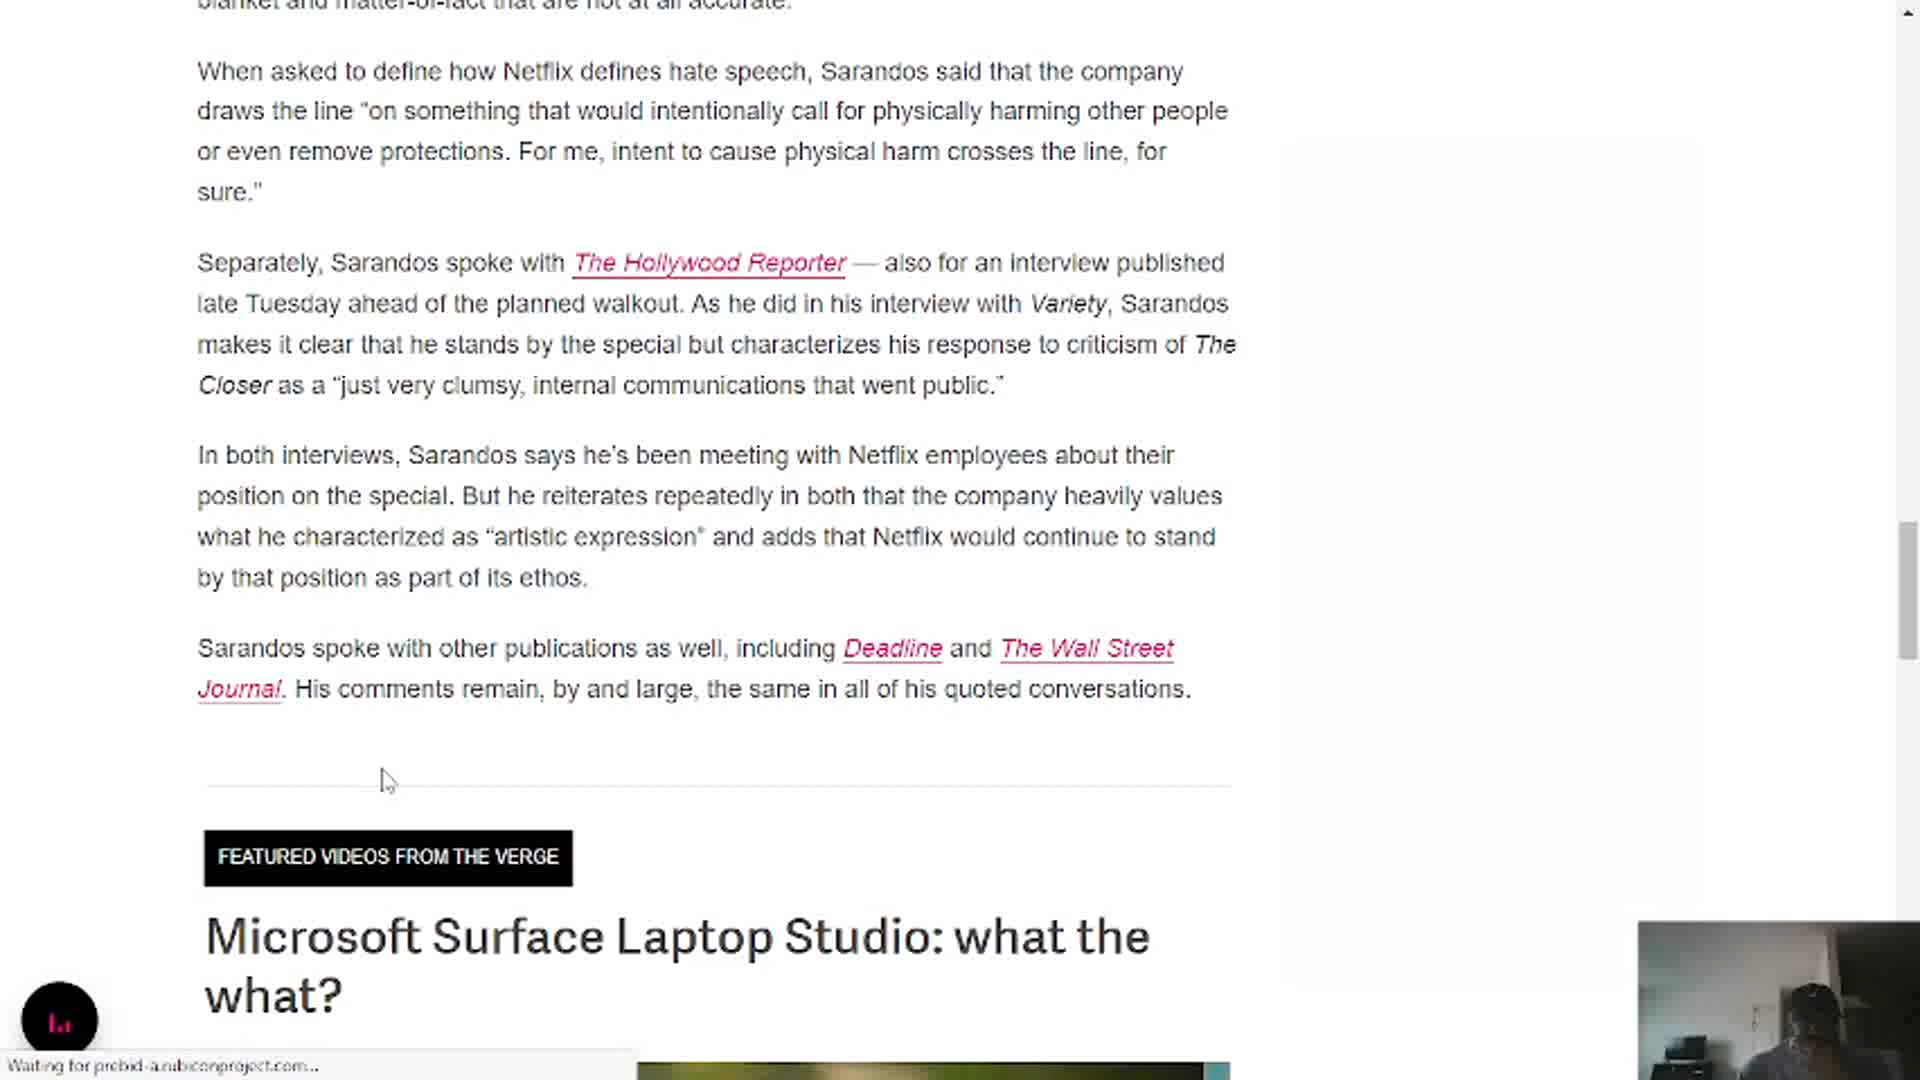 blanket and matter-of-fact that are not at all accurate.
When asked to define how Netflix defines hate speech, Sarandos said that the company
draws the line “on something that would intentionally call for physically harming other people
or even remove protections. For me, intent to cause physical harm crosses the line, for
sure.”
Separately, Sarandos spoke with The Hollywood Reporter — also for an interview published
late Tuesday ahead of the planned walkout. As he did in his interview with Variety, Sarandos
makes it clear that he stands by the special but characterizes his response to criticism of The
Closer as a “just very clumsy, internal communications that went public.”
In both interviews, Sarandos says he’s been meeting with Netflix employees about their
position on the special. But he reiterates repeatedly in both that the company heavily values
what he characterized as “artistic expression” and adds that Netflix would continue to stand
by that position as part of its ethos.
Sarandos spoke with other publications as well, including Deadline and The Wall Street
Journal. His comments remain, by and large, the same in all of his quoted conversations.
FEATURED VIDEOS FROM THE VERGE
Microsoft Surface Laptop Studio: what the
what?
Waiting for prebid-a.rubiconproject.com...